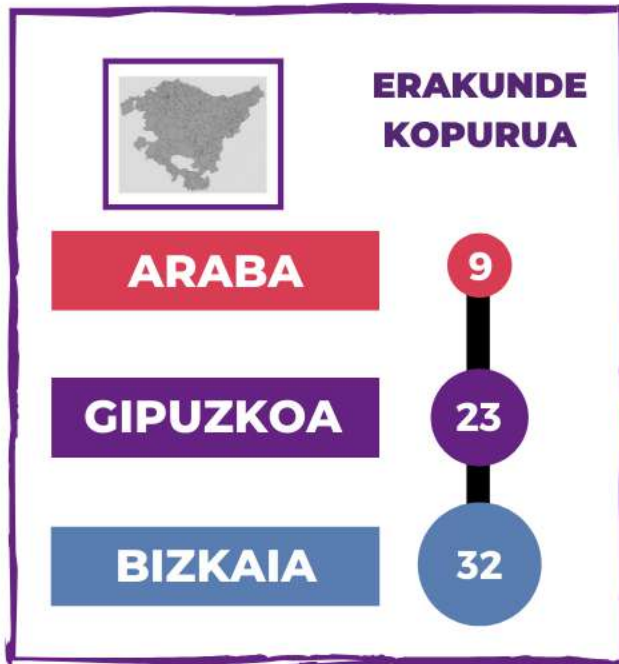 ERAKUNDE
KOPURUA
ARABA 9
GIPUZKOA 23
BIZKAIA 32